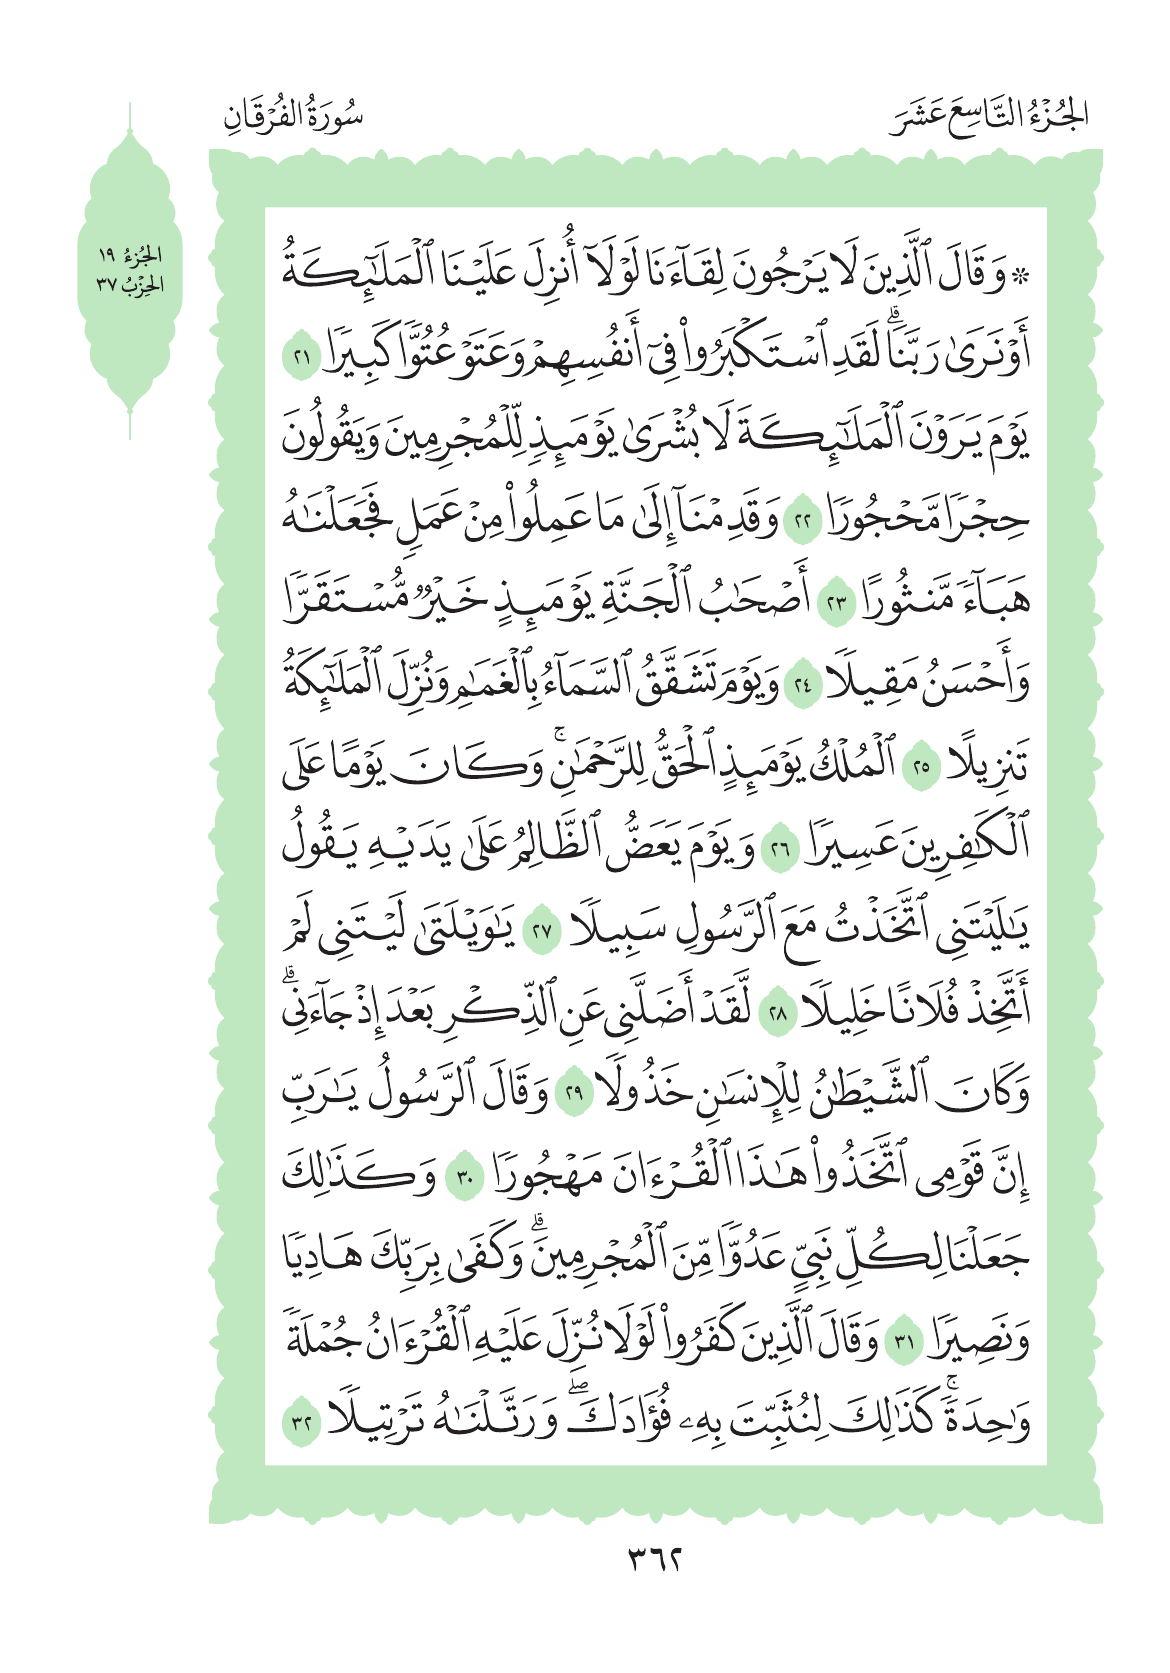 الجُزْءُ التَّاسِعَ عَشَرَ
سُورَةُ الفُرْقَانِ
الجُزءُ ١٩
الحِزْبُ ٣٧
۞ وَقَالَ ٱلَّذِينَ لَا يَرْجُونَ لِقَآءَنَا لَوْلَآ أُنزِلَ عَلَيْنَا ٱلْمَلَٰٓئِكَةُ
أَوْ نَرَىٰ رَبَّنَاۗ لَقَدِ ٱسْتَكْبَرُوا۟ فِىٓ أَنفُسِهِمْ وَعَتَوْ عُتُوًّا كَبِيرًا ٢١
يَوْمَ يَرَوْنَ ٱلْمَلَٰٓئِكَةَ لَا بُشْرَىٰ يَوْمَئِذٍ لِّلْمُجْرِمِينَ وَيَقُولُونَ
حِجْرًا مَّحْجُورًا ٢٢ وَقَدِمْنَآ إِلَىٰ مَا عَمِلُوا۟ مِنْ عَمَلٍ فَجَعَلْنَٰهُ
هَبَآءً مَّنثُورًا ٢٣ أَصْحَٰبُ ٱلْجَنَّةِ يَوْمَئِذٍ خَيْرٌ مُّسْتَقَرًّا
وَأَحْسَنُ مَقِيلًا ٢٤ وَيَوْمَ تَشَقَّقُ ٱلسَّمَآءُ بِٱلْغَمَٰمِ وَنُزِّلَ ٱلْمَلَٰٓئِكَةُ
تَنزِيلًا ٢٥ ٱلْمُلْكُ يَوْمَئِذٍ ٱلْحَقُّ لِلرَّحْمَٰنِۚ وَكَانَ يَوْمًا عَلَى
ٱلْكَٰفِرِينَ عَسِيرًا ٢٦ وَيَوْمَ يَعَضُّ ٱلظَّالِمُ عَلَىٰ يَدَيْهِ يَقُولُ
يَٰلَيْتَنِى ٱتَّخَذْتُ مَعَ ٱلرَّسُولِ سَبِيلًا ٢٧ يَٰوَيْلَتَىٰ لَيْتَنِى لَمْ
أَتَّخِذْ فُلَانًا خَلِيلًا ٢٨ لَّقَدْ أَضَلَّنِى عَنِ ٱلذِّكْرِ بَعْدَ إِذْ جَآءَنِىۗ
وَكَانَ ٱلشَّيْطَٰنُ لِلْإِنسَٰنِ خَذُولًا ٢٩ وَقَالَ ٱلرَّسُولُ يَٰرَبِّ
إِنَّ قَوْمِى ٱتَّخَذُوا۟ هَٰذَا ٱلْقُرْءَانَ مَهْجُورًا ٣٠ وَكَذَٰلِكَ
جَعَلْنَا لِكُلِّ نَبِىٍّ عَدُوًّا مِّنَ ٱلْمُجْرِمِينَۗ وَكَفَىٰ بِرَبِّكَ هَادِيًا
وَنَصِيرًا ٣١ وَقَالَ ٱلَّذِينَ كَفَرُوا۟ لَوْلَا نُزِّلَ عَلَيْهِ ٱلْقُرْءَانُ جُمْلَةً
وَٰحِدَةًۚ كَذَٰلِكَ لِنُثَبِّتَ بِهِۦ فُؤَادَكَۖ وَرَتَّلْنَٰهُ تَرْتِيلًا ٣٢
٣٦٢